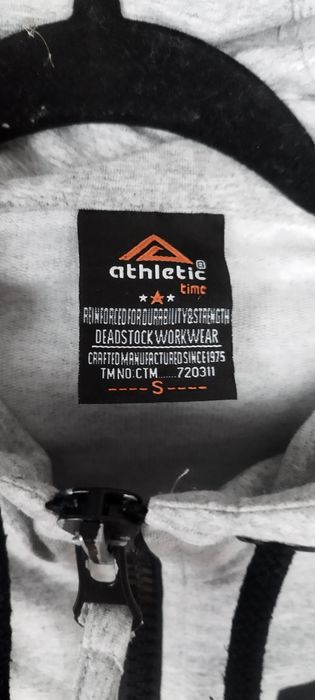 athletic®
time
REINFORCED FOR DURABILITY & STRENGTH
DEADSTOCK WORKWEAR
CRAFTED MANUFACTURED SINCE 1975
TM NO: CTM.......720311
----S----